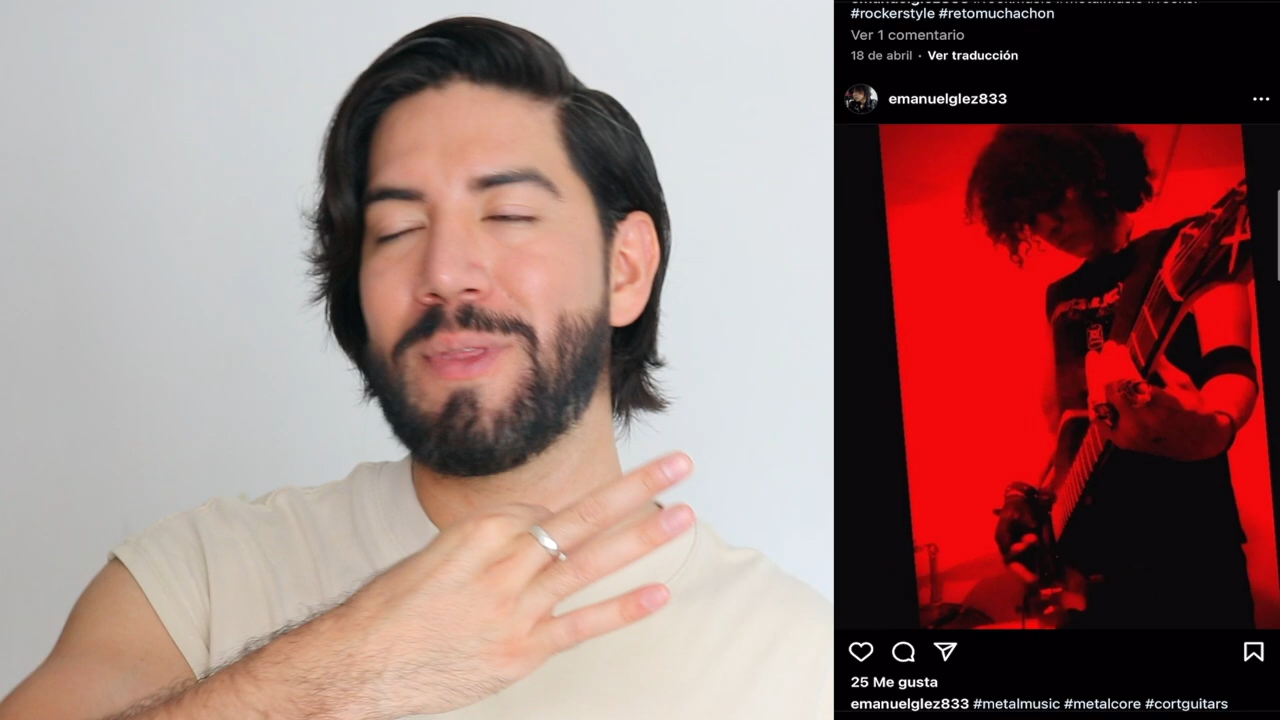 #rockerstyle #retomuchachon
Ver 1 comentario
18 de abril • Ver traducción
emanuelglez833
25 Me gusta
emanuelglez833 #metalmusic #metalcore #cortguitars